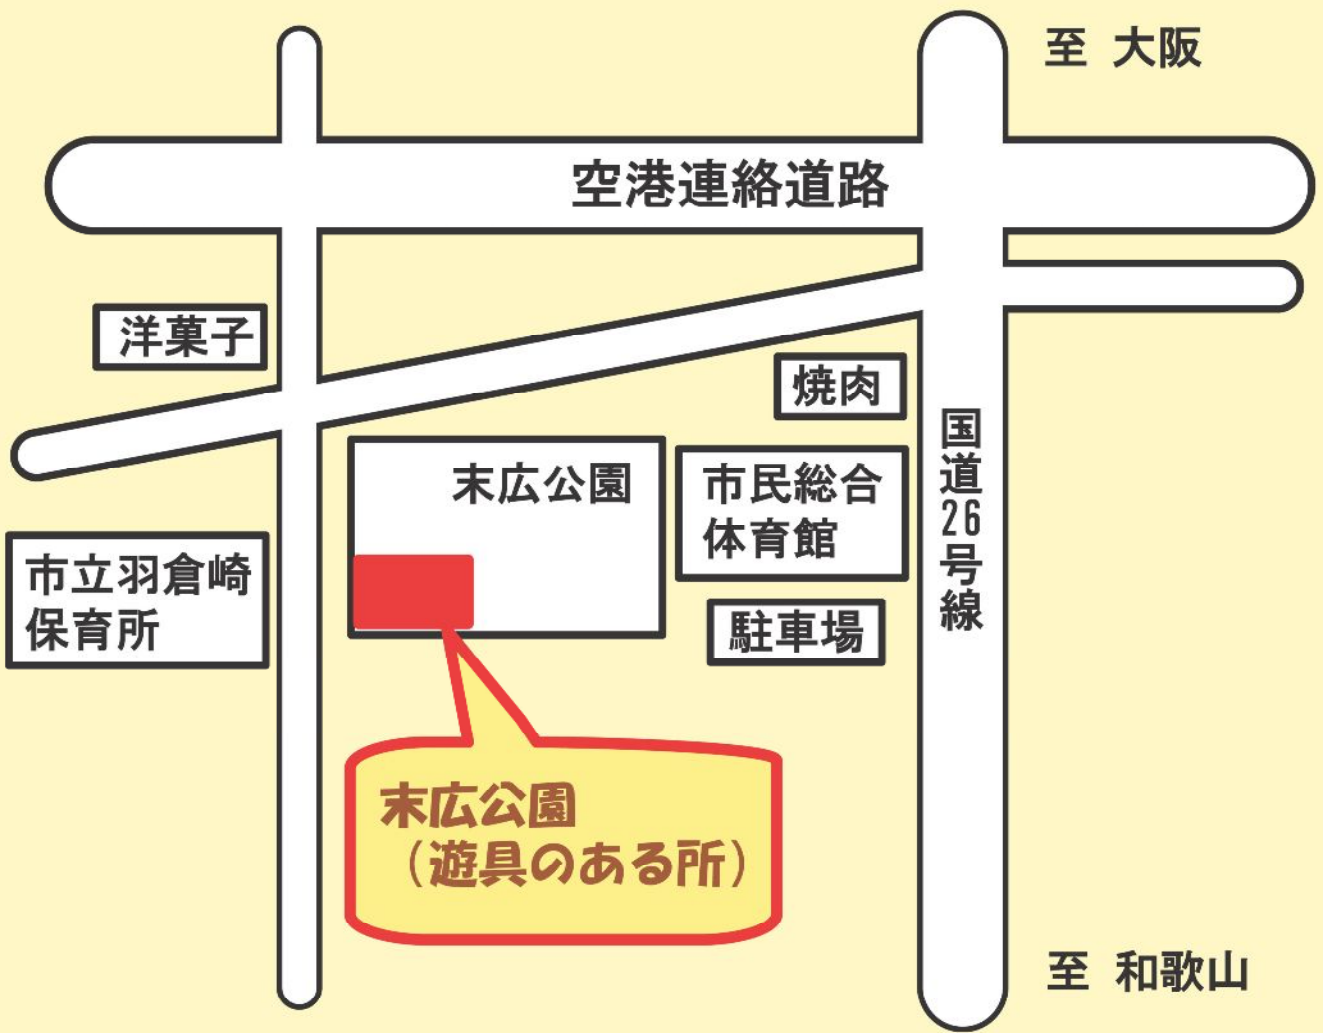 至 大阪
空港連絡道路
洋菓子
焼肉
国道26号線
末広公園
市民総合
体育館
市立羽倉崎
保育所
駐車場
末広公園
（遊具のある所）
至 和歌山